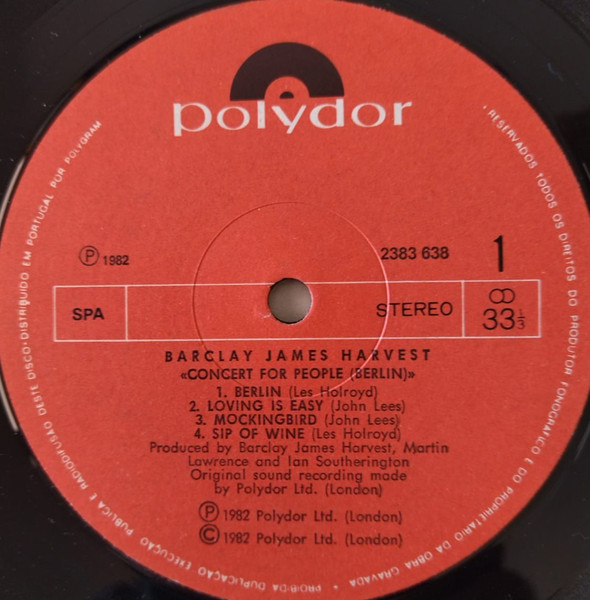 polydor
Ⓟ 1982
2383 638
1
SPA
STEREO
33 1/3
BARCLAY JAMES HARVEST
«CONCERT FOR PEOPLE (BERLIN)»
1. BERLIN (Les Holroyd)
2. LOVING IS EASY (John Lees)
3. MOCKINGBIRD (John Lees)
4. SIP OF WINE (Les Holroyd)
Produced by Barclay James Harvest, Martin
Lawrence and Ian Southerington
Original sound recording made
by Polydor Ltd. (London)
Ⓟ 1982 Polydor Ltd. (London)
© 1982 Polydor Ltd. (London)
· RESERVADOS TODOS OS DIREITOS DO PRODUTOR FONOGRÁFICO E DO PROPRIETÁRIO DA OBRA GRAVADA · PROIBIDA DUPLICAÇÃO EXECUÇÃO PUBLICA E RADIODIFUSÃO DESTE DISCO · DISTRIBUIDO EM PORTUGAL POR POLYGRAM